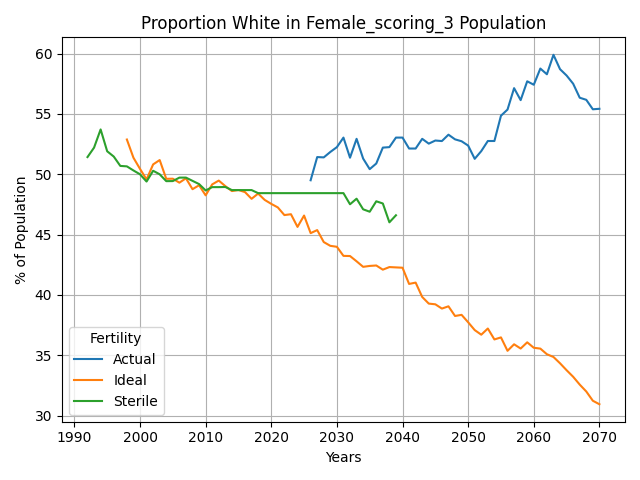 Proportion White in Female_scoring_3 Population
% of Population
60
55
50
45
40
35
30
Fertility
Actual
Ideal
Sterile
1990 2000 2010 2020 2030 2040 2050 2060 2070
Years